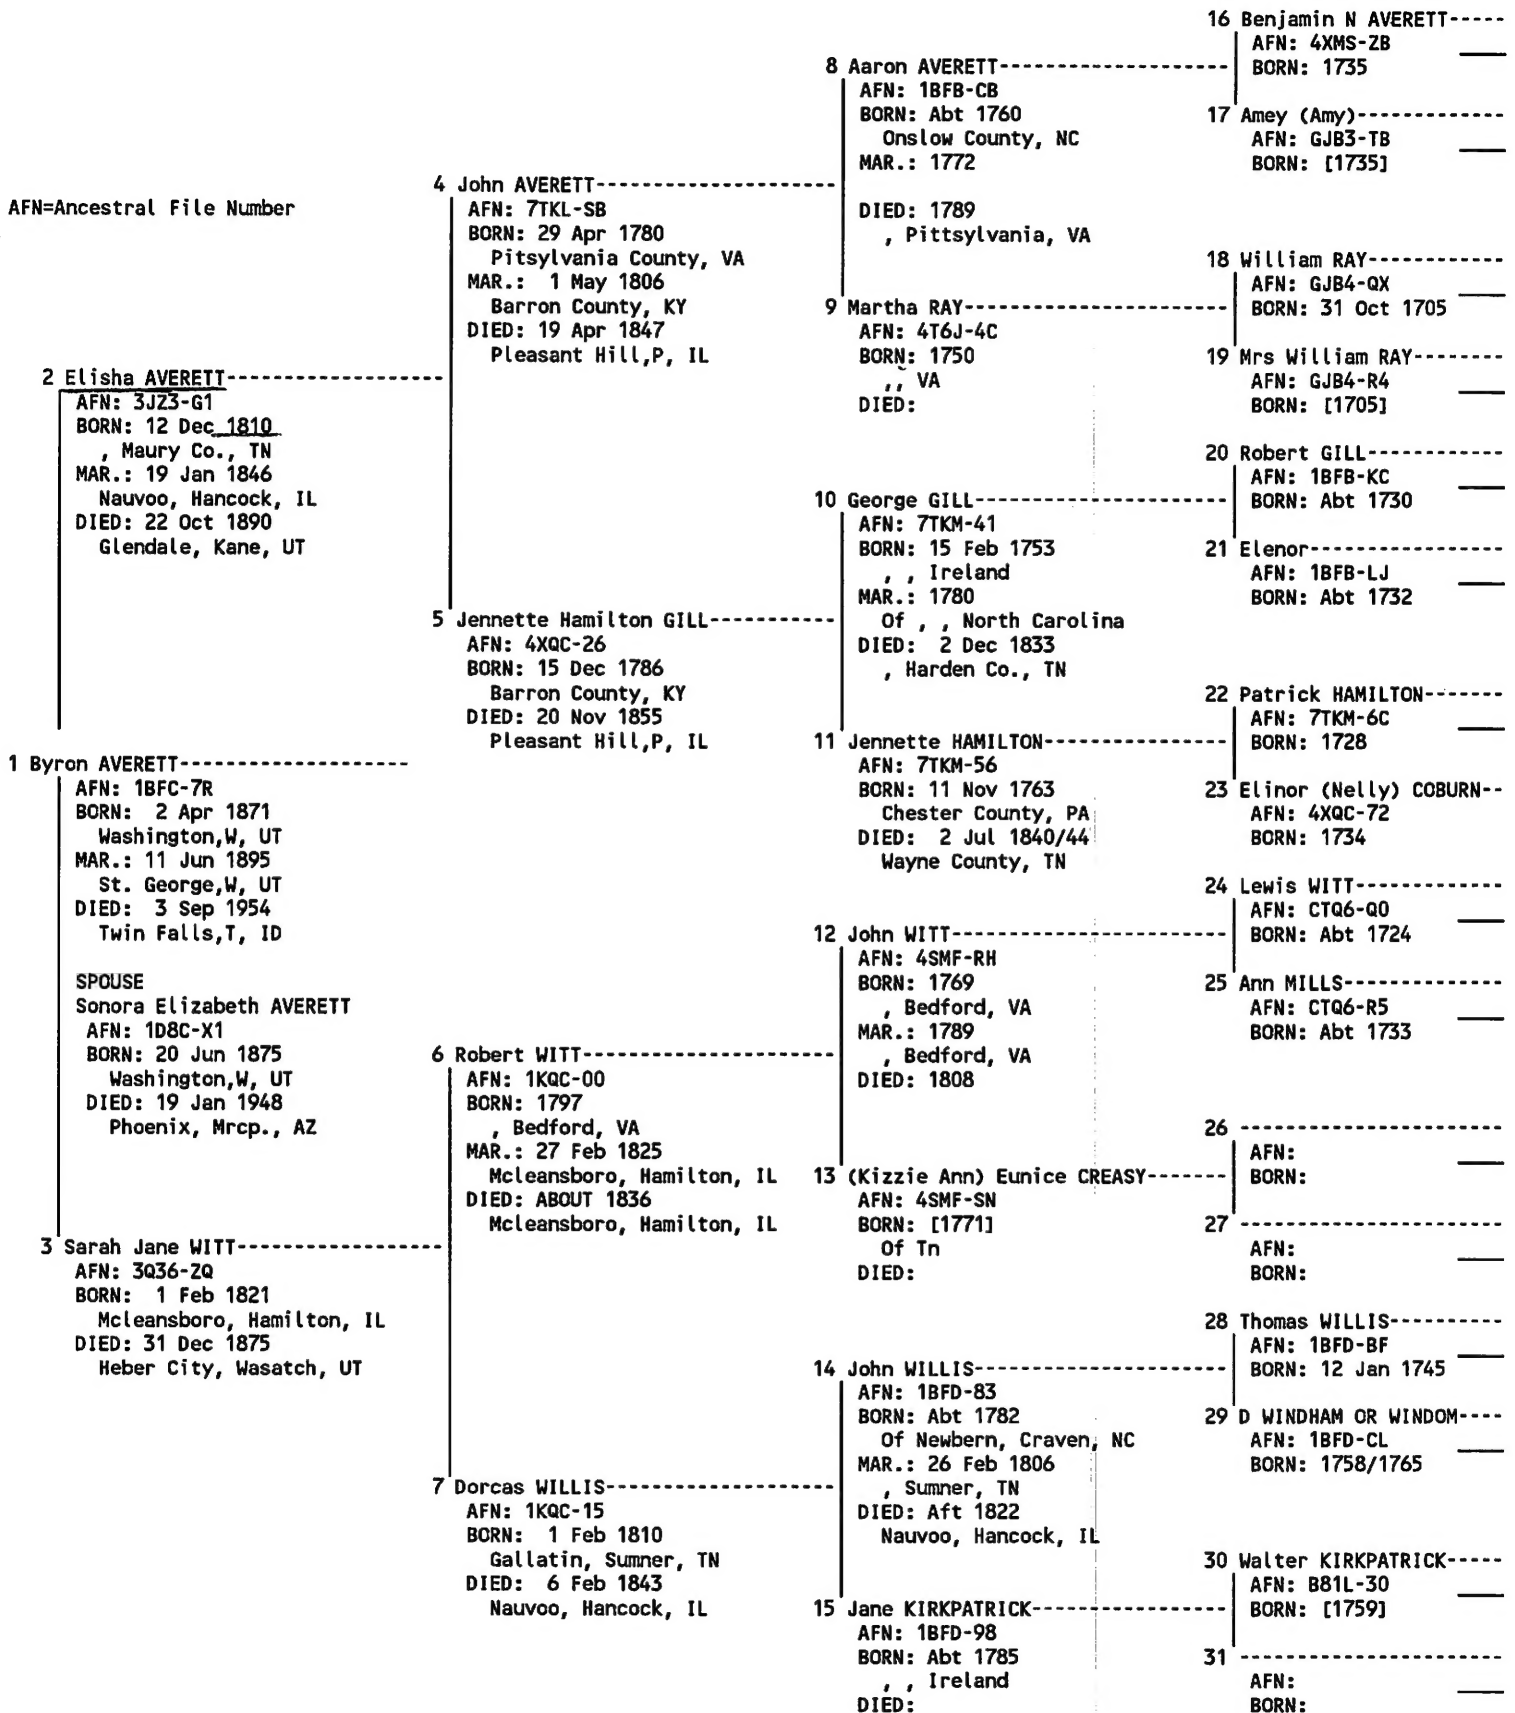 AFN=Ancestral File Number
1 Byron AVERETT--------------------
AFN: 1BFC-7R
BORN: 2 Apr 1871
Washington,W, UT
MAR.: 11 Jun 1895
St. George,W, UT
DIED: 3 Sep 1954
Twin Falls,T, ID
SPOUSE
Sonora Elizabeth AVERETT
AFN: 1D8C-X1
BORN: 20 Jun 1875
Washington,W, UT
DIED: 19 Jan 1948
Phoenix, Mrcp., AZ
2 Elisha AVERETT-------------------
AFN: 3JZ3-G1
BORN: 12 Dec 1810
, Maury Co., TN
MAR.: 19 Jan 1846
Nauvoo, Hancock, IL
DIED: 22 Oct 1890
Glendale, Kane, UT
3 Sarah Jane WITT------------------
AFN: 3Q36-ZQ
BORN: 1 Feb 1821
Mcleansboro, Hamilton, IL
DIED: 31 Dec 1875
Heber City, Wasatch, UT
4 John AVERETT---------------------
AFN: 7TKL-SB
BORN: 29 Apr 1780
Pitsylvania County, VA
MAR.: 1 May 1806
Barron County, KY
DIED: 19 Apr 1847
Pleasant Hill,P, IL
5 Jennette Hamilton GILL-----------
AFN: 4XQC-26
BORN: 15 Dec 1786
Barron County, KY
DIED: 20 Nov 1855
Pleasant Hill,P, IL
6 Robert WITT----------------------
AFN: 1KQC-00
BORN: 1797
, Bedford, VA
MAR.: 27 Feb 1825
Mcleansboro, Hamilton, IL
DIED: ABOUT 1836
Mcleansboro, Hamilton, IL
7 Dorcas WILLIS--------------------
AFN: 1KQC-15
BORN: 1 Feb 1810
Gallatin, Sumner, TN
DIED: 6 Feb 1843
Nauvoo, Hancock, IL
8 Aaron AVERETT--------------------
AFN: 1BFB-CB
BORN: Abt 1760
Onslow County, NC
MAR.: 1772
DIED: 1789
, Pittsylvania, VA
9 Martha RAY-----------------------
AFN: 4T6J-4C
BORN: 1750
,, VA
DIED:
10 George GILL----------------------
AFN: 7TKM-41
BORN: 15 Feb 1753
, , Ireland
MAR.: 1780
Of , , North Carolina
DIED: 2 Dec 1833
, Harden Co., TN
11 Jennette HAMILTON----------------
AFN: 7TKM-56
BORN: 11 Nov 1763
Chester County, PA
DIED: 2 Jul 1840/44
Wayne County, TN
12 John WITT------------------------
AFN: 4SMF-RH
BORN: 1769
, Bedford, VA
MAR.: 1789
, Bedford, VA
DIED: 1808
13 (Kizzie Ann) Eunice CREASY-------
AFN: 4SMF-SN
BORN: [1771]
Of Tn
DIED:
14 John WILLIS----------------------
AFN: 1BFD-83
BORN: Abt 1782
Of Newbern, Craven, NC
MAR.: 26 Feb 1806
, Sumner, TN
DIED: Aft 1822
Nauvoo, Hancock, IL
15 Jane KIRKPATRICK-----------------
AFN: 1BFD-98
BORN: Abt 1785
, , Ireland
DIED:
16 Benjamin N AVERETT-----
AFN: 4XMS-ZB
BORN: 1735
17 Amey (Amy)-------------
AFN: GJB3-TB
BORN: [1735]
18 William RAY------------
AFN: GJB4-QX
BORN: 31 Oct 1705
19 Mrs William RAY--------
AFN: GJB4-R4
BORN: [1705]
20 Robert GILL------------
AFN: 1BFB-KC
BORN: Abt 1730
21 Elenor-----------------
AFN: 1BFB-LJ
BORN: Abt 1732
22 Patrick HAMILTON-------
AFN: 7TKM-6C
BORN: 1728
23 Elinor (Nelly) COBURN--
AFN: 4XQC-72
BORN: 1734
24 Lewis WITT-------------
AFN: CTQ6-Q0
BORN: Abt 1724
25 Ann MILLS--------------
AFN: CTQ6-R5
BORN: Abt 1733
26 -----------------------
AFN:
BORN:
27 -----------------------
AFN:
BORN:
28 Thomas WILLIS----------
AFN: 1BFD-BF
BORN: 12 Jan 1745
29 D WINDHAM OR WINDOM----
AFN: 1BFD-CL
BORN: 1758/1765
30 Walter KIRKPATRICK-----
AFN: B81L-30
BORN: [1759]
31 -----------------------
AFN:
BORN: